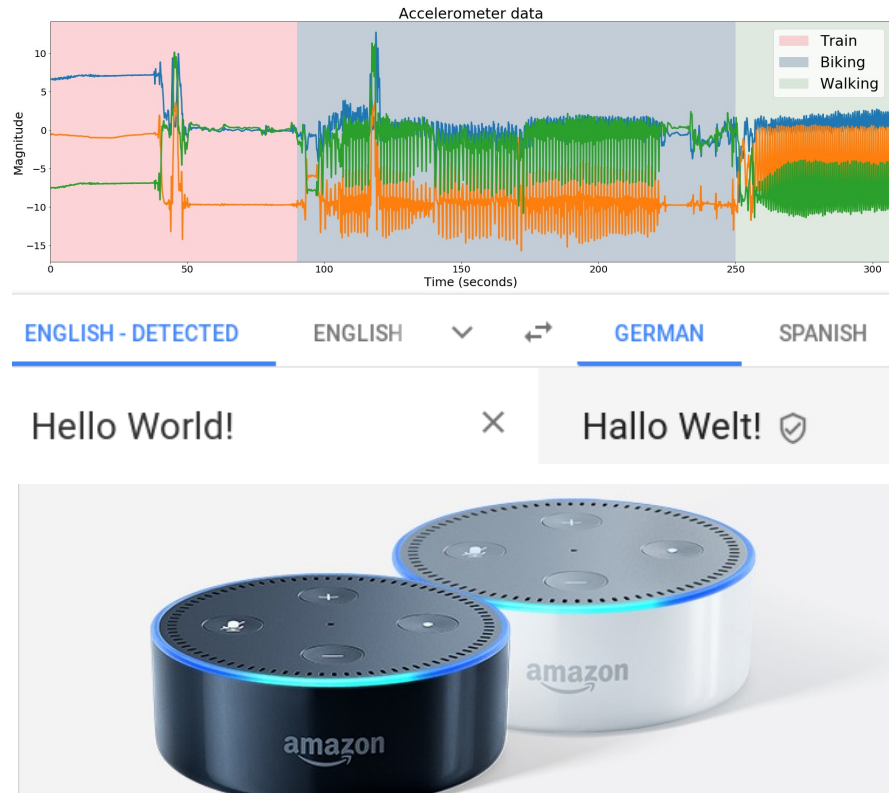 Accelerometer data
Train
Biking
Walking
Magnitude
10
5
0
−5
−10
−15
0
50
100
150
200
250
300
Time (seconds)
ENGLISH - DETECTED
ENGLISH
GERMAN
SPANISH
Hello World!
Hallo Welt!
amazon
amazon